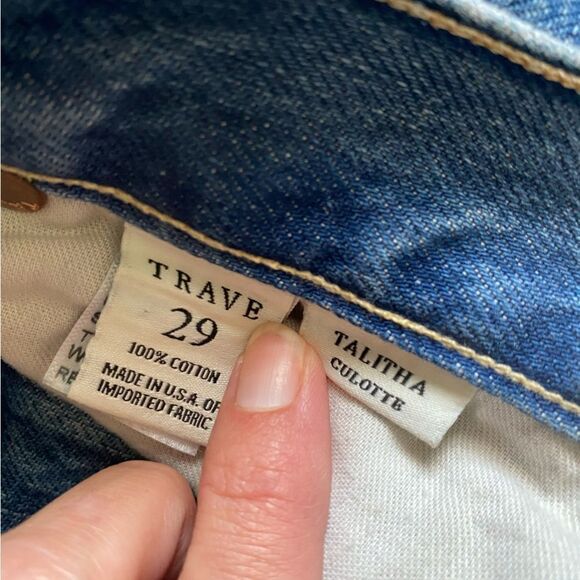 TRAVE
29
100% COTTON
MADE IN U.S.A. OF
IMPORTED FABRIC
TALITHA
CULOTTE